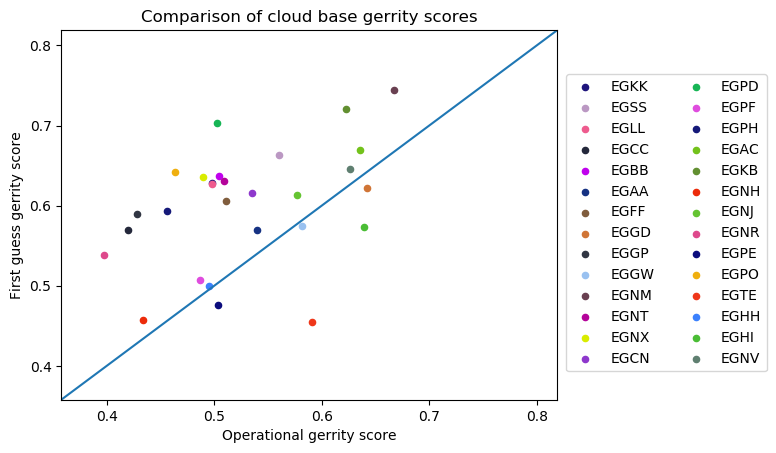 Comparison of cloud base gerrity scores
First guess gerrity score
0.8
0.7
0.6
0.5
0.4
0.4 0.5 0.6 0.7 0.8
Operational gerrity score
EGKK EGPD
EGSS EGPF
EGLL EGPH
EGCC EGAC
EGBB EGKB
EGAA EGNH
EGFF EGNJ
EGGD EGNR
EGGP EGPE
EGGW EGPO
EGNM EGTE
EGNT EGHH
EGNX EGHI
EGCN EGNV